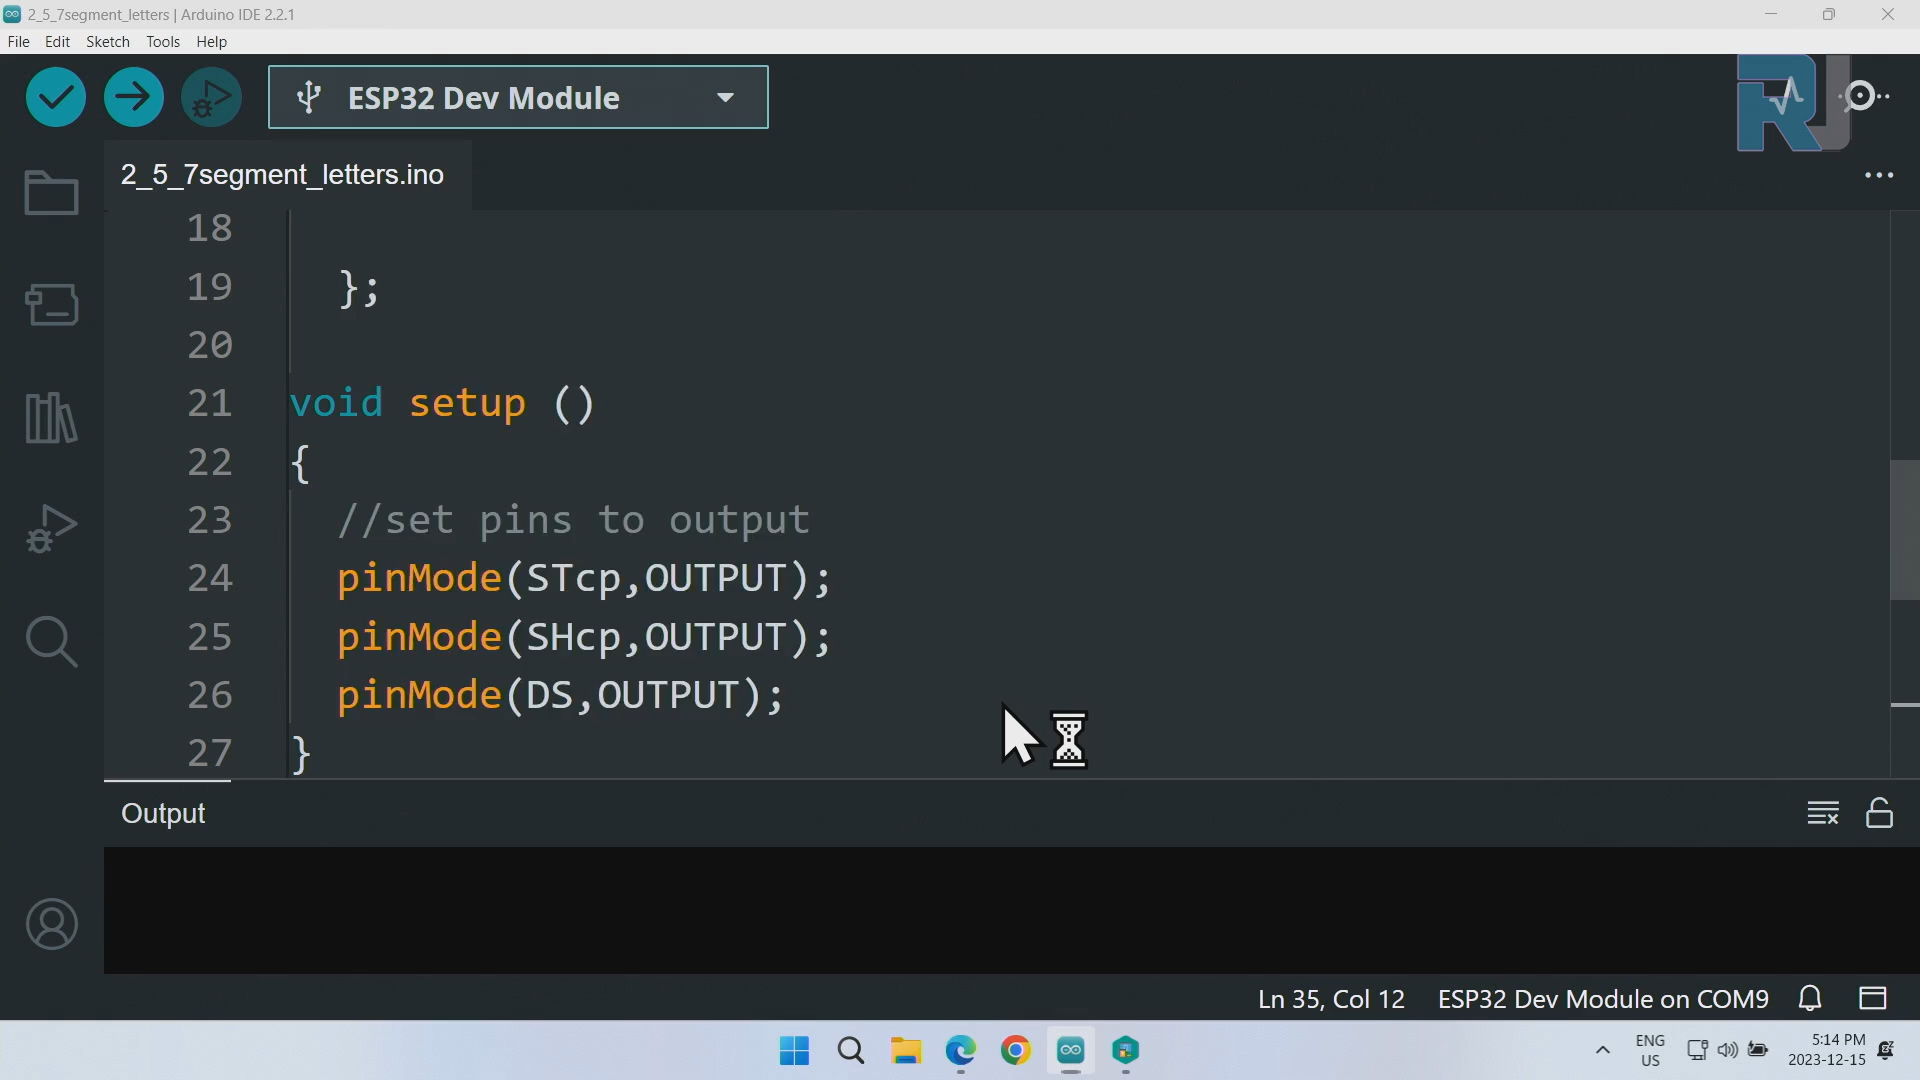 2_5_7segment_letters | Arduino IDE 2.2.1
File Edit Sketch Tools Help
ESP32 Dev Module
RJ
2_5_7segment_letters.ino
18
19 };
20
21 void setup ()
22 {
23 //set pins to output
24 pinMode(STcp,OUTPUT);
25 pinMode(SHcp,OUTPUT);
26 pinMode(DS,OUTPUT);
27 }
Output
Ln 35, Col 12 ESP32 Dev Module on COM9
ENG 5:14 PM
US 2023-12-15